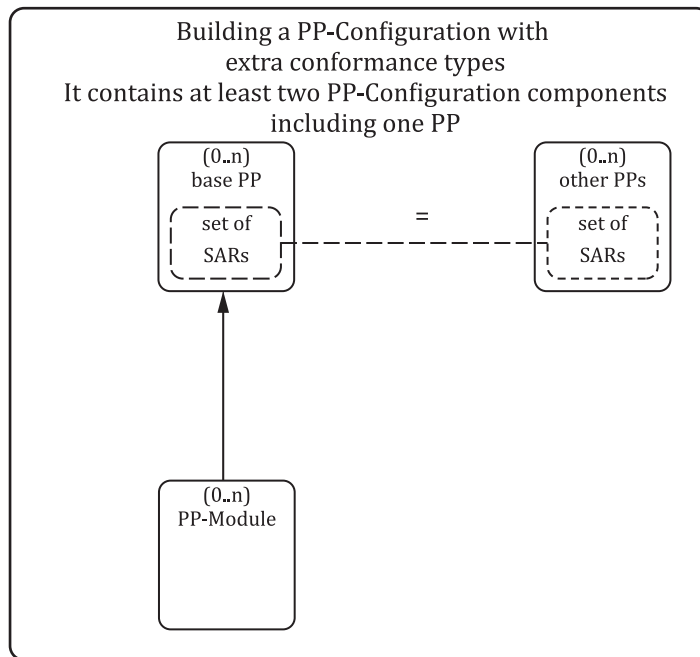 Building a PP-Configuration with
extra conformance types
It contains at least two PP-Configuration components
including one PP
(0..n)
base PP
set of
SARs
=
(0..n)
other PPs
set of
SARs
(0..n)
PP-Module